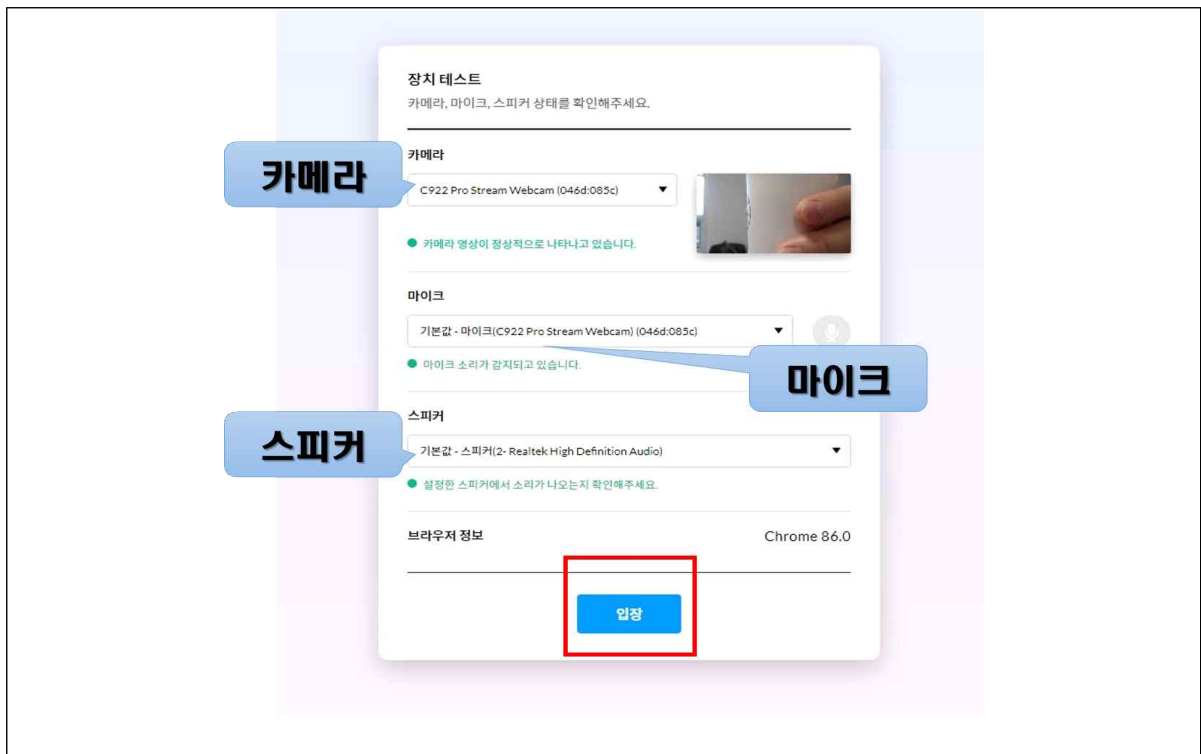 장치 테스트
카메라, 마이크, 스피커 상태를 확인해주세요.
카메라
카메라
C922 Pro Stream Webcam (046d:085c)
카메라 영상이 정상적으로 나타나고 있습니다.
마이크
기본값 - 마이크(C922 Pro Stream Webcam) (046d:085c)
마이크 소리가 감지되고 있습니다.
마이크
스피커
스피커
기본값 - 스피커(2- Realtek High Definition Audio)
설정한 스피커에서 소리가 나오는지 확인해주세요.
브라우저 정보 Chrome 86.0
입장